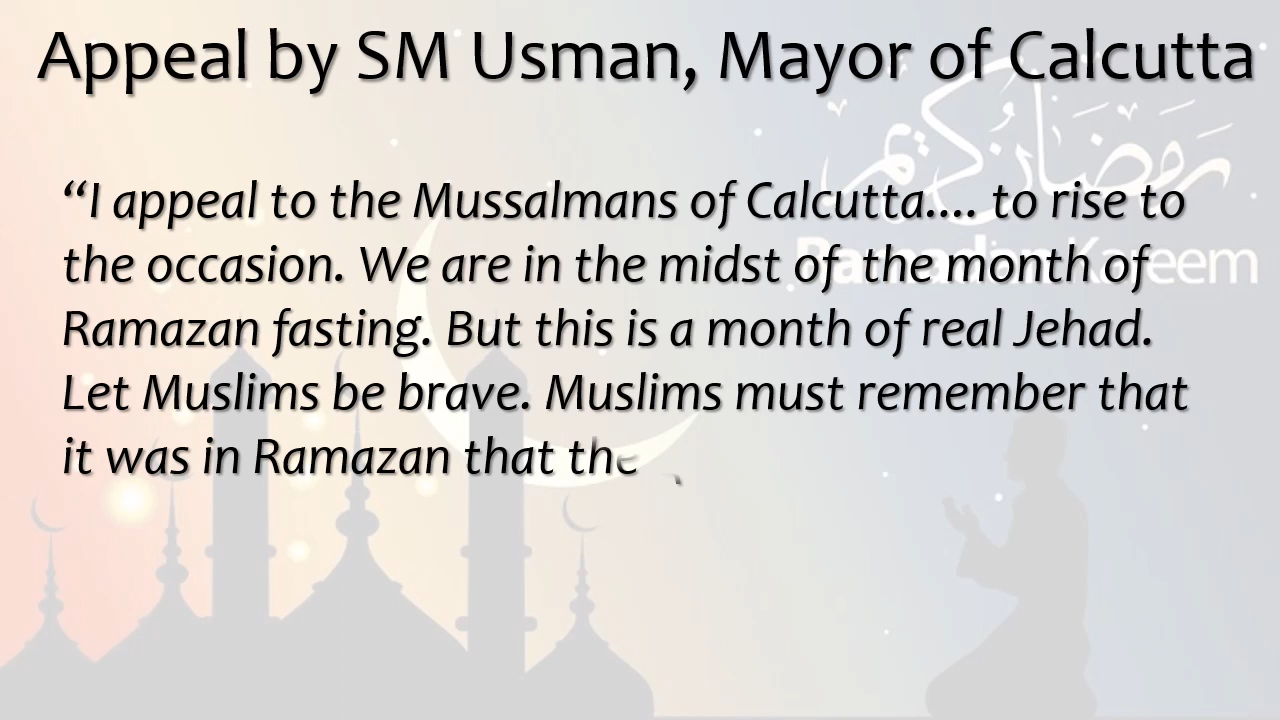 Appeal by SM Usman, Mayor of Calcutta
رمضان كريم
“I appeal to the Mussalmans of Calcutta.... to rise to
the occasion. We are in the midst of the month of
Ramadan Kareem
Ramazan fasting. But this is a month of real Jehad.
Let Muslims be brave. Muslims must remember that
it was in Ramazan that the